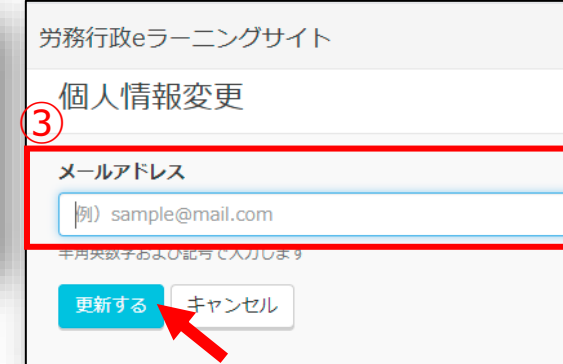 労務行政eラーニングサイト
個人情報変更
③
メールアドレス
例）sample@mail.com
半角英数字および記号で入力します
更新する キャンセル